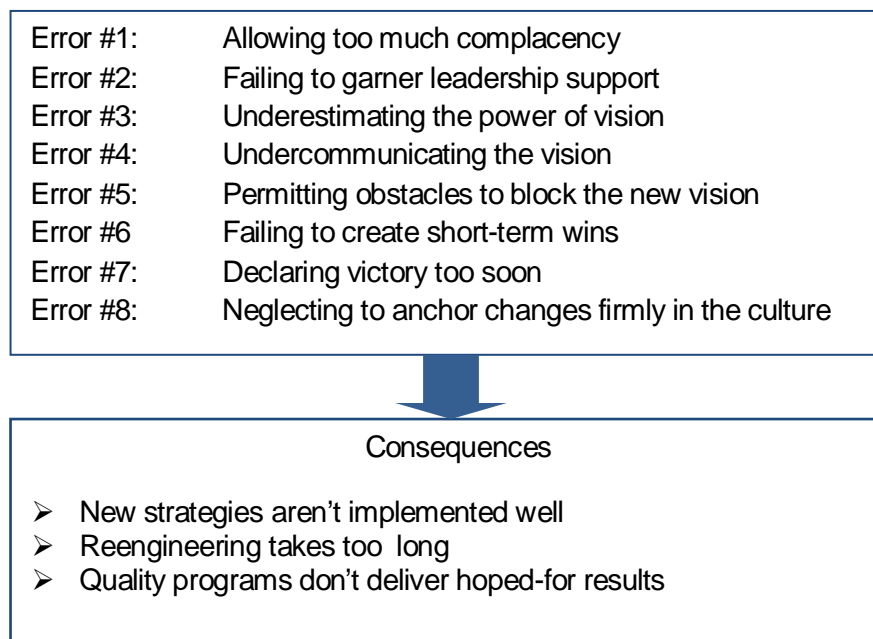 Error #1: Allowing too much complacency
Error #2: Failing to garner leadership support
Error #3: Underestimating the power of vision
Error #4: Undercommunicating the vision
Error #5: Permitting obstacles to block the new vision
Error #6 Failing to create short-term wins
Error #7: Declaring victory too soon
Error #8: Neglecting to anchor changes firmly in the culture
Consequences
➢ New strategies aren’t implemented well
➢ Reengineering takes too long
➢ Quality programs don’t deliver hoped-for results